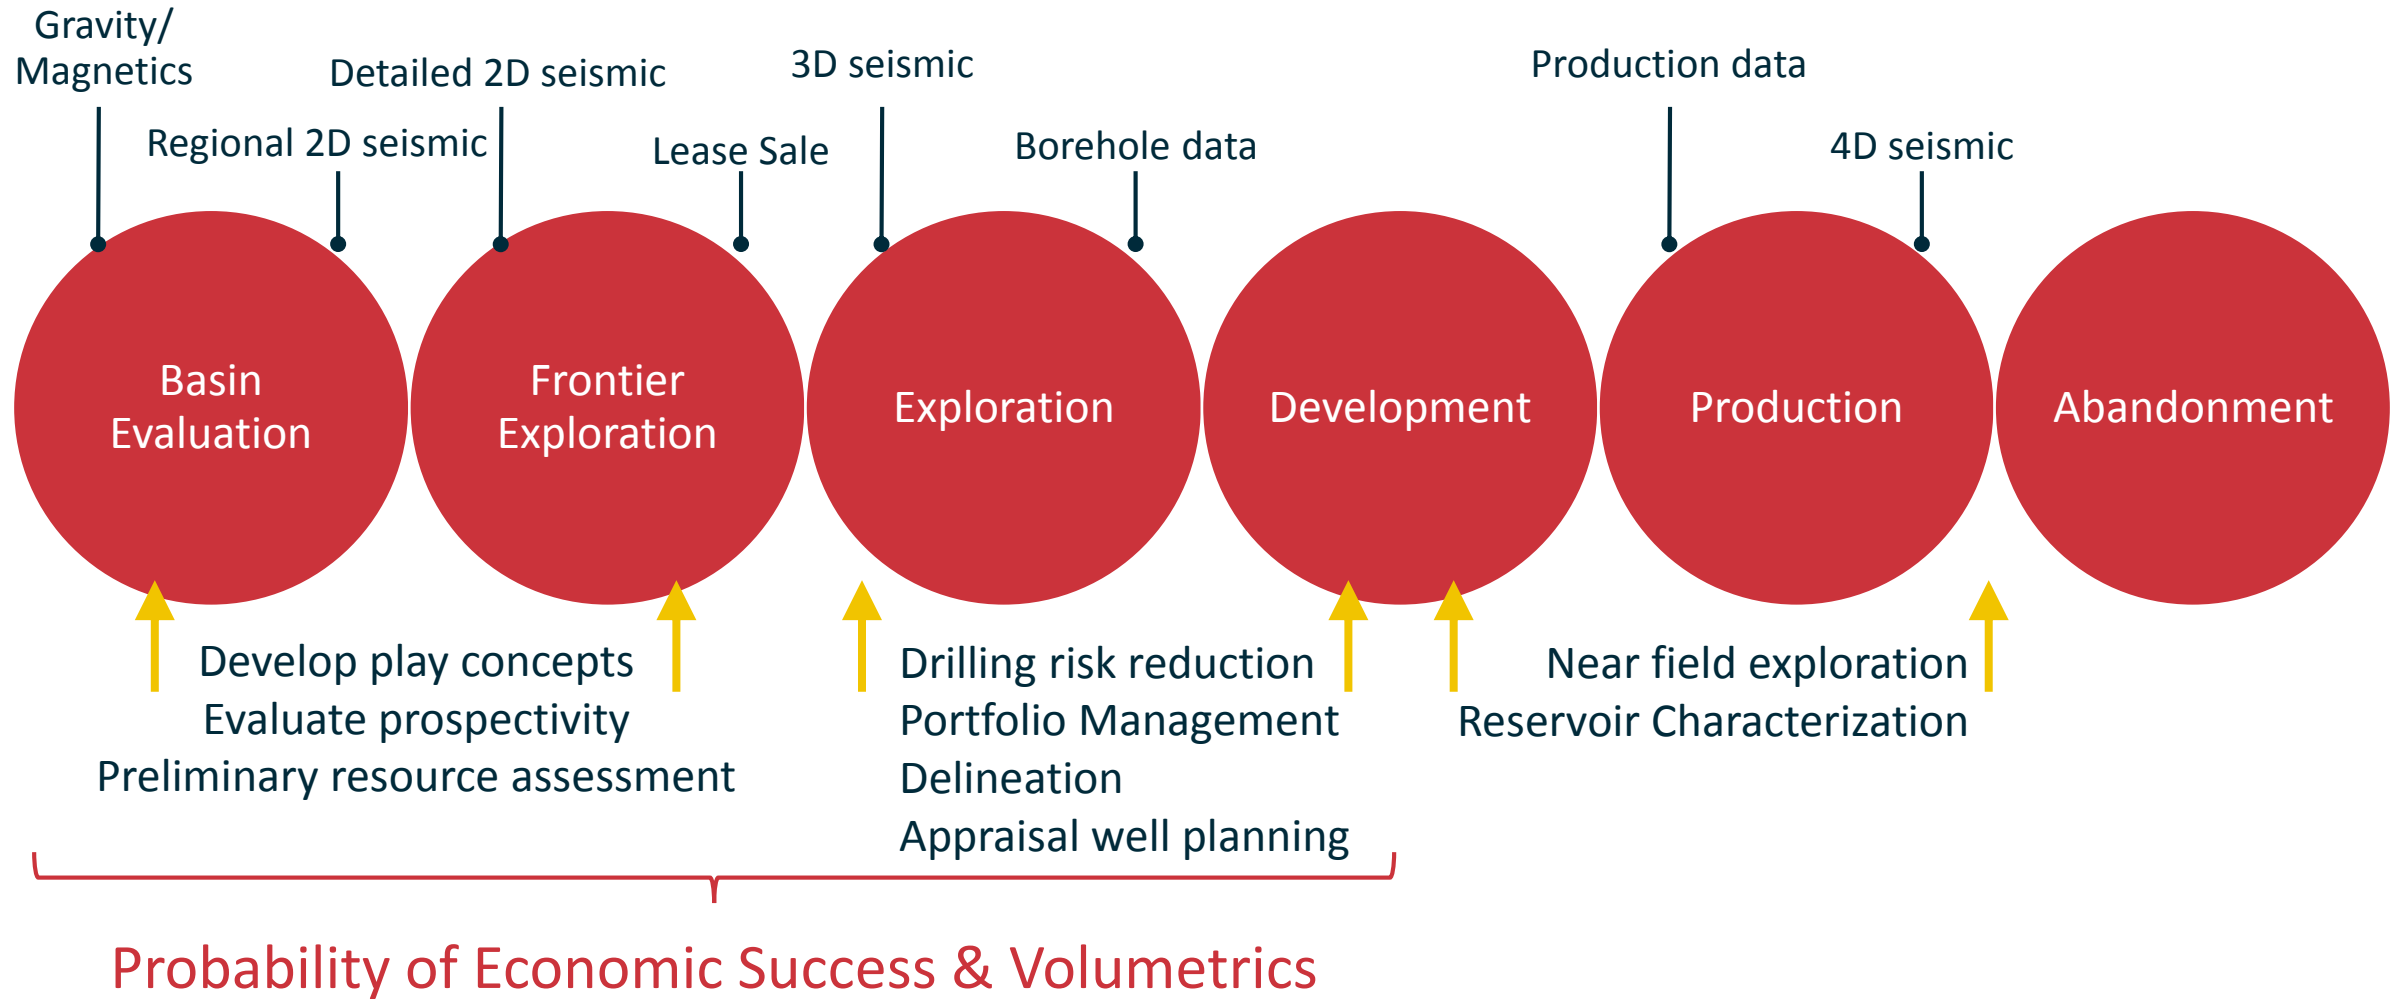 Gravity/
Magnetics
Regional 2D seismic
Detailed 2D seismic
Lease Sale
3D seismic
Borehole data
Production data
4D seismic
Basin
Evaluation
Frontier
Exploration
Exploration
Development
Production
Abandonment
Develop play concepts
Evaluate prospectivity
Preliminary resource assessment
Drilling risk reduction
Portfolio Management
Delineation
Appraisal well planning
Near field exploration
Reservoir Characterization
Probability of Economic Success & Volumetrics